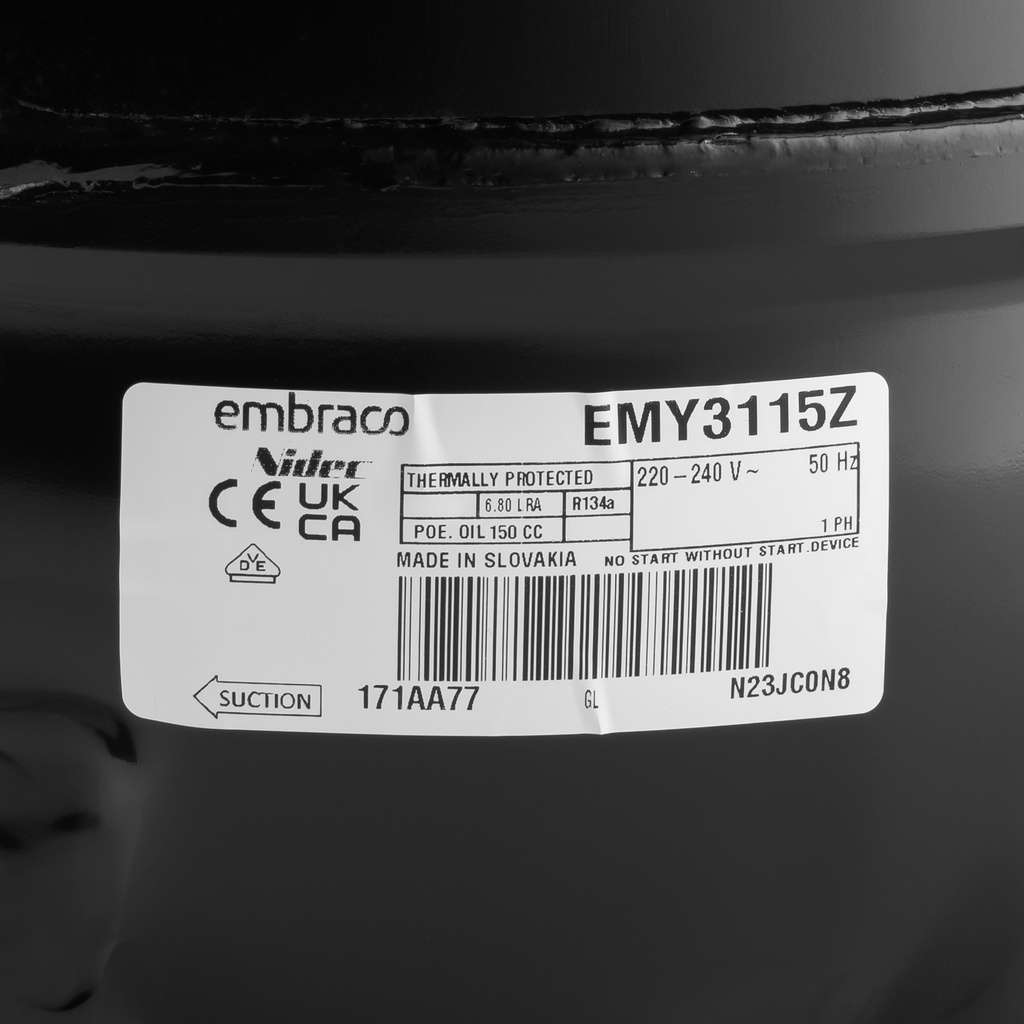 embraco
Nidec
EMY3115Z
CE UK
CA
THERMALLY PROTECTED
6.80 LRA R134a
POE. OIL 150 CC
220-240 V~ 50 Hz
1 PH
MADE IN SLOVAKIA
NO START WITHOUT START.DEVICE
DVE
SUCTION
171AA77
GL
N23JC0N8